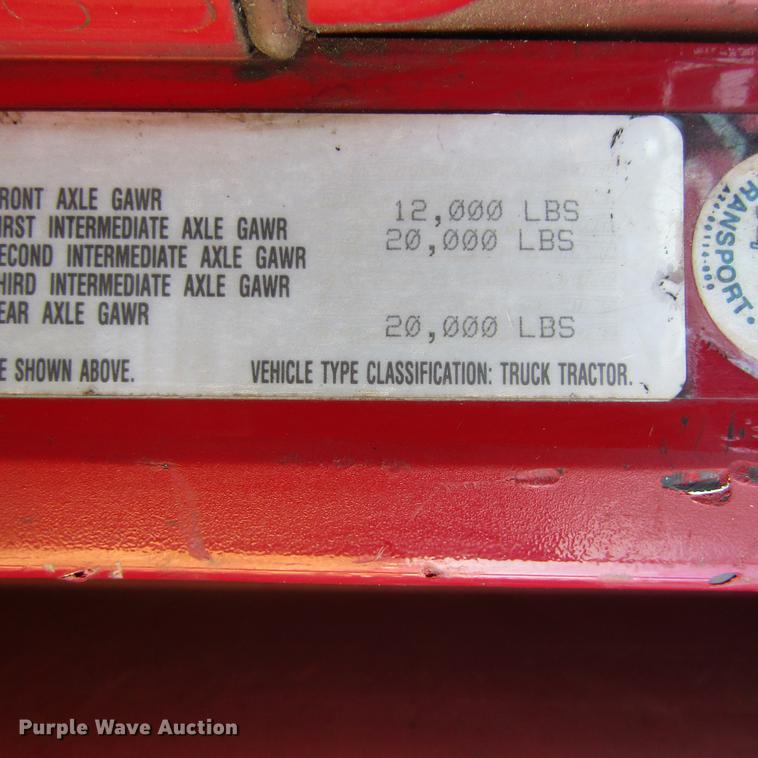 RONT AXLE GAWR 12,000 LBS
IRST INTERMEDIATE AXLE GAWR 20,000 LBS
ECOND INTERMEDIATE AXLE GAWR
HIRD INTERMEDIATE AXLE GAWR
EAR AXLE GAWR 20,000 LBS
E SHOWN ABOVE. VEHICLE TYPE CLASSIFICATION: TRUCK TRACTOR.
RANSPORT
Purple Wave Auction